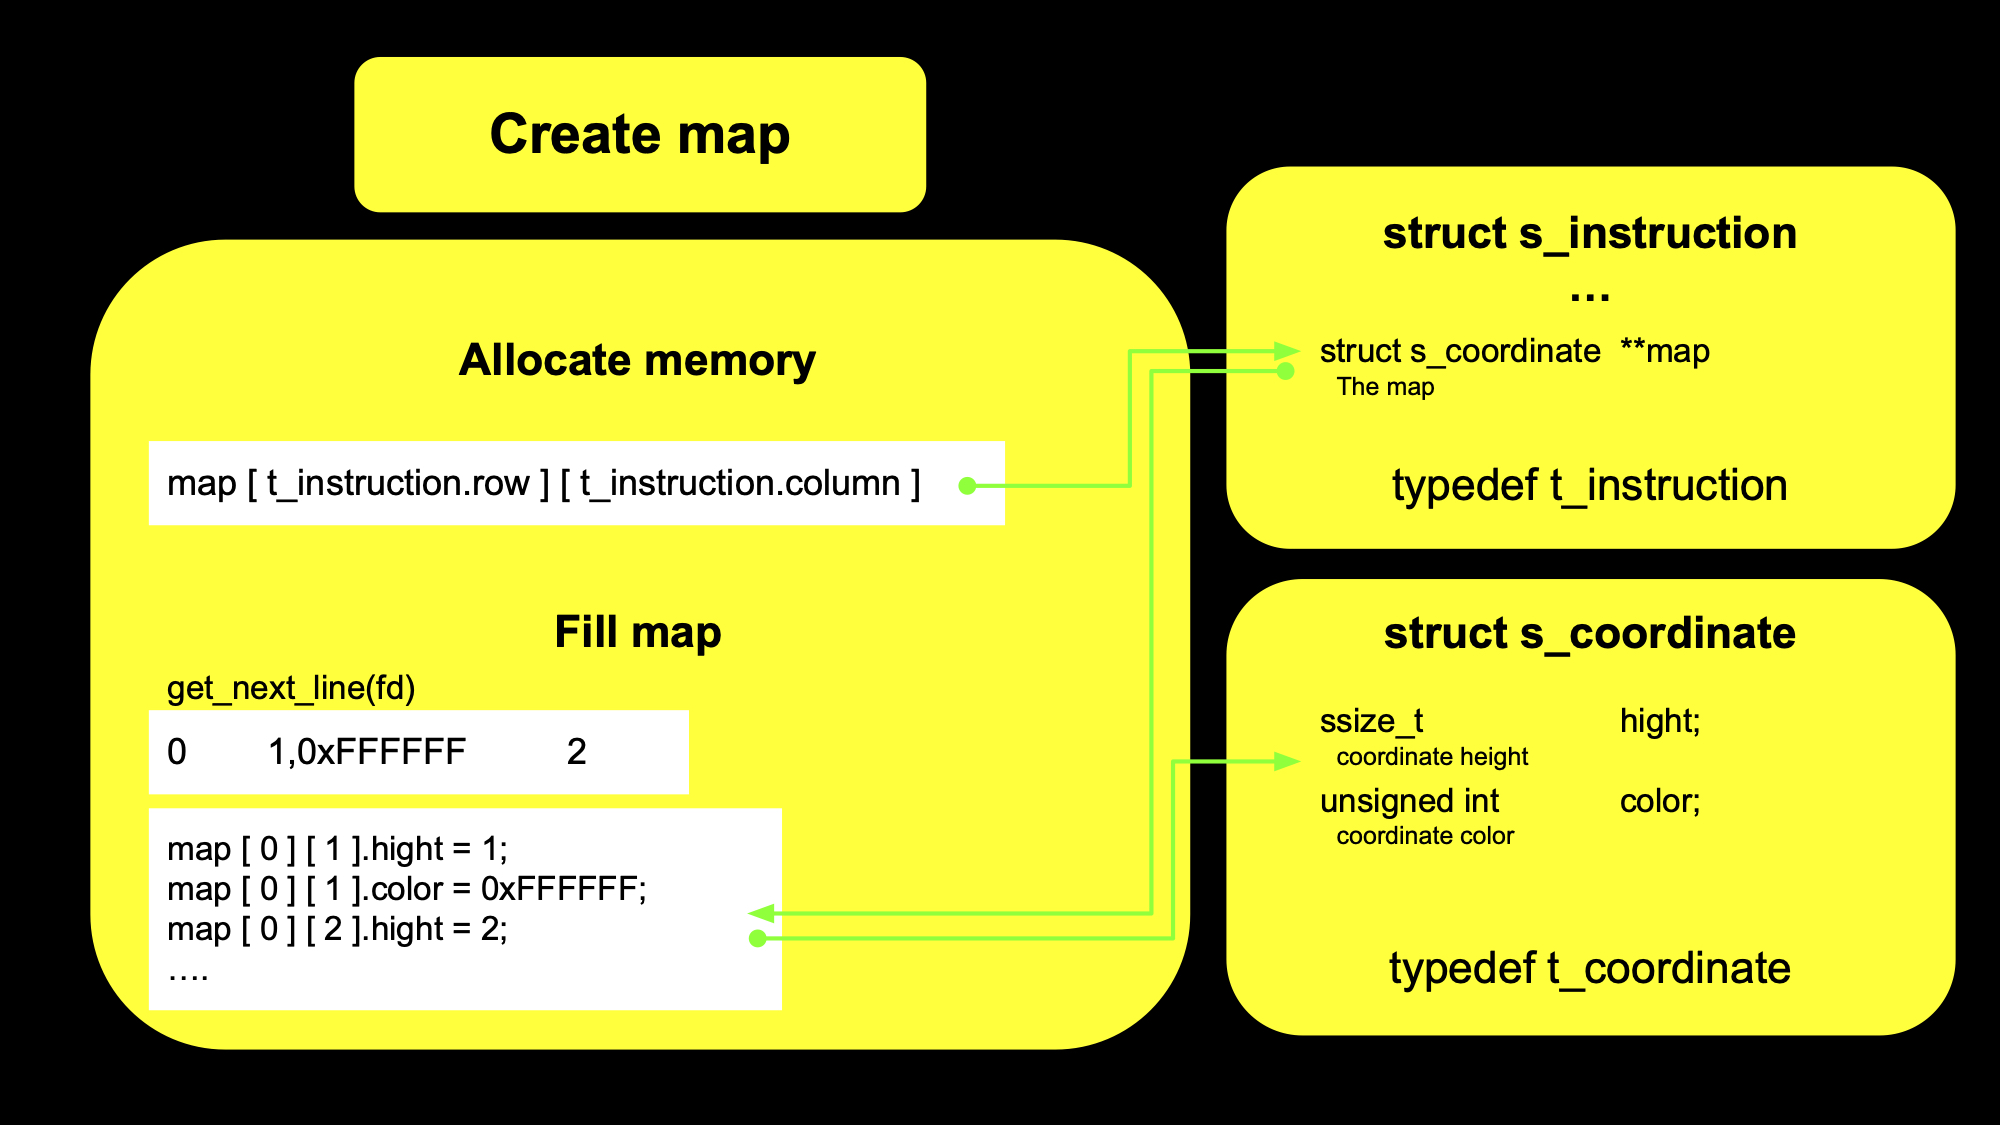 Create map
Allocate memory
map [ t_instruction.row ] [ t_instruction.column ]
Fill map
get_next_line(fd)
0 1,0xFFFFFF 2
map [ 0 ] [ 1 ].hight = 1;
map [ 0 ] [ 1 ].color = 0xFFFFFF;
map [ 0 ] [ 2 ].hight = 2;
....
struct s_instruction
...
struct s_coordinate **map
The map
typedef t_instruction
struct s_coordinate
ssize_t hight;
coordinate height
unsigned int color;
coordinate color
typedef t_coordinate